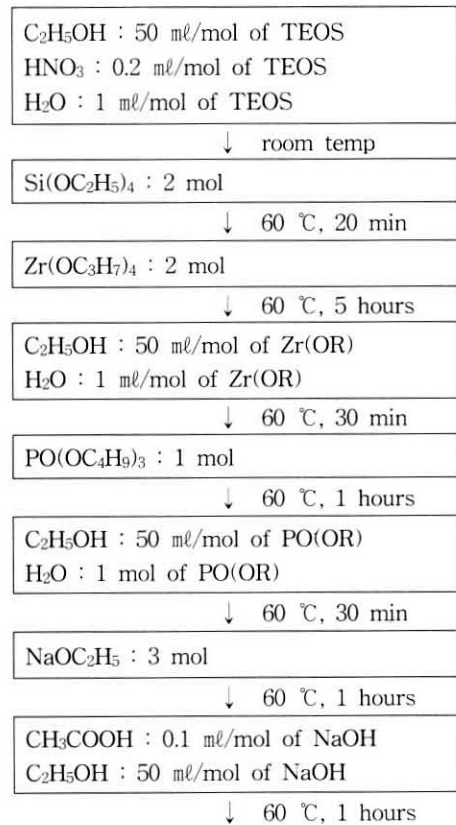 C₂H₅OH : 50 ㎖/mol of TEOS
HNO₃ : 0.2 ㎖/mol of TEOS
H₂O : 1 ㎖/mol of TEOS
↓ room temp
Si(OC₂H₅)₄ : 2 mol
↓ 60 ℃, 20 min
Zr(OC₃H₇)₄ : 2 mol
↓ 60 ℃, 5 hours
C₂H₅OH : 50 ㎖/mol of Zr(OR)
H₂O : 1 ㎖/mol of Zr(OR)
↓ 60 ℃, 30 min
PO(OC₄H₉)₃ : 1 mol
↓ 60 ℃, 1 hours
C₂H₅OH : 50 ㎖/mol of PO(OR)
H₂O : 1 mol of PO(OR)
↓ 60 ℃, 30 min
NaOC₂H₅ : 3 mol
↓ 60 ℃, 1 hours
CH₃COOH : 0.1 ㎖/mol of NaOH
C₂H₅OH : 50 ㎖/mol of NaOH
↓ 60 ℃, 1 hours